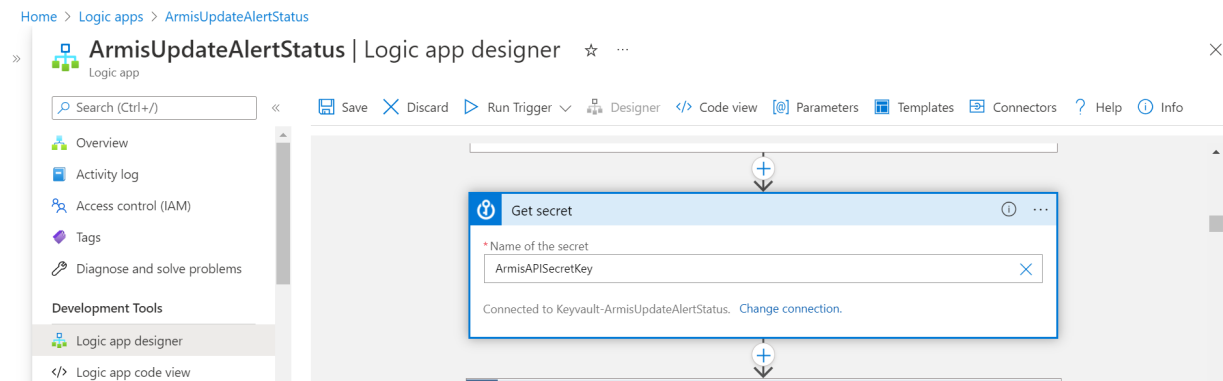 Home > Logic apps > ArmisUpdateAlertStatus
»
ArmisUpdateAlertStatus | Logic app designer ☆ ...
Logic app
Search (Ctrl+/) «
Save Discard Run Trigger Designer </> Code view [@] Parameters Templates Connectors ? Help Info
Overview
Activity log
Access control (IAM)
Tags
Diagnose and solve problems
Development Tools
Logic app designer
</> Logic app code view
Get secret ...
* Name of the secret
ArmisAPISecretKey
Connected to Keyvault-ArmisUpdateAlertStatus. Change connection.